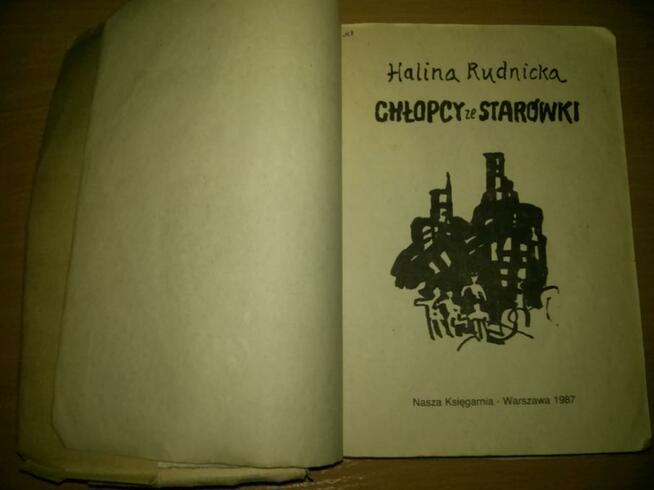 Halina Rudnicka
CHŁOPCY ze STARÓWKI
Nasza Księgarnia · Warszawa 1987